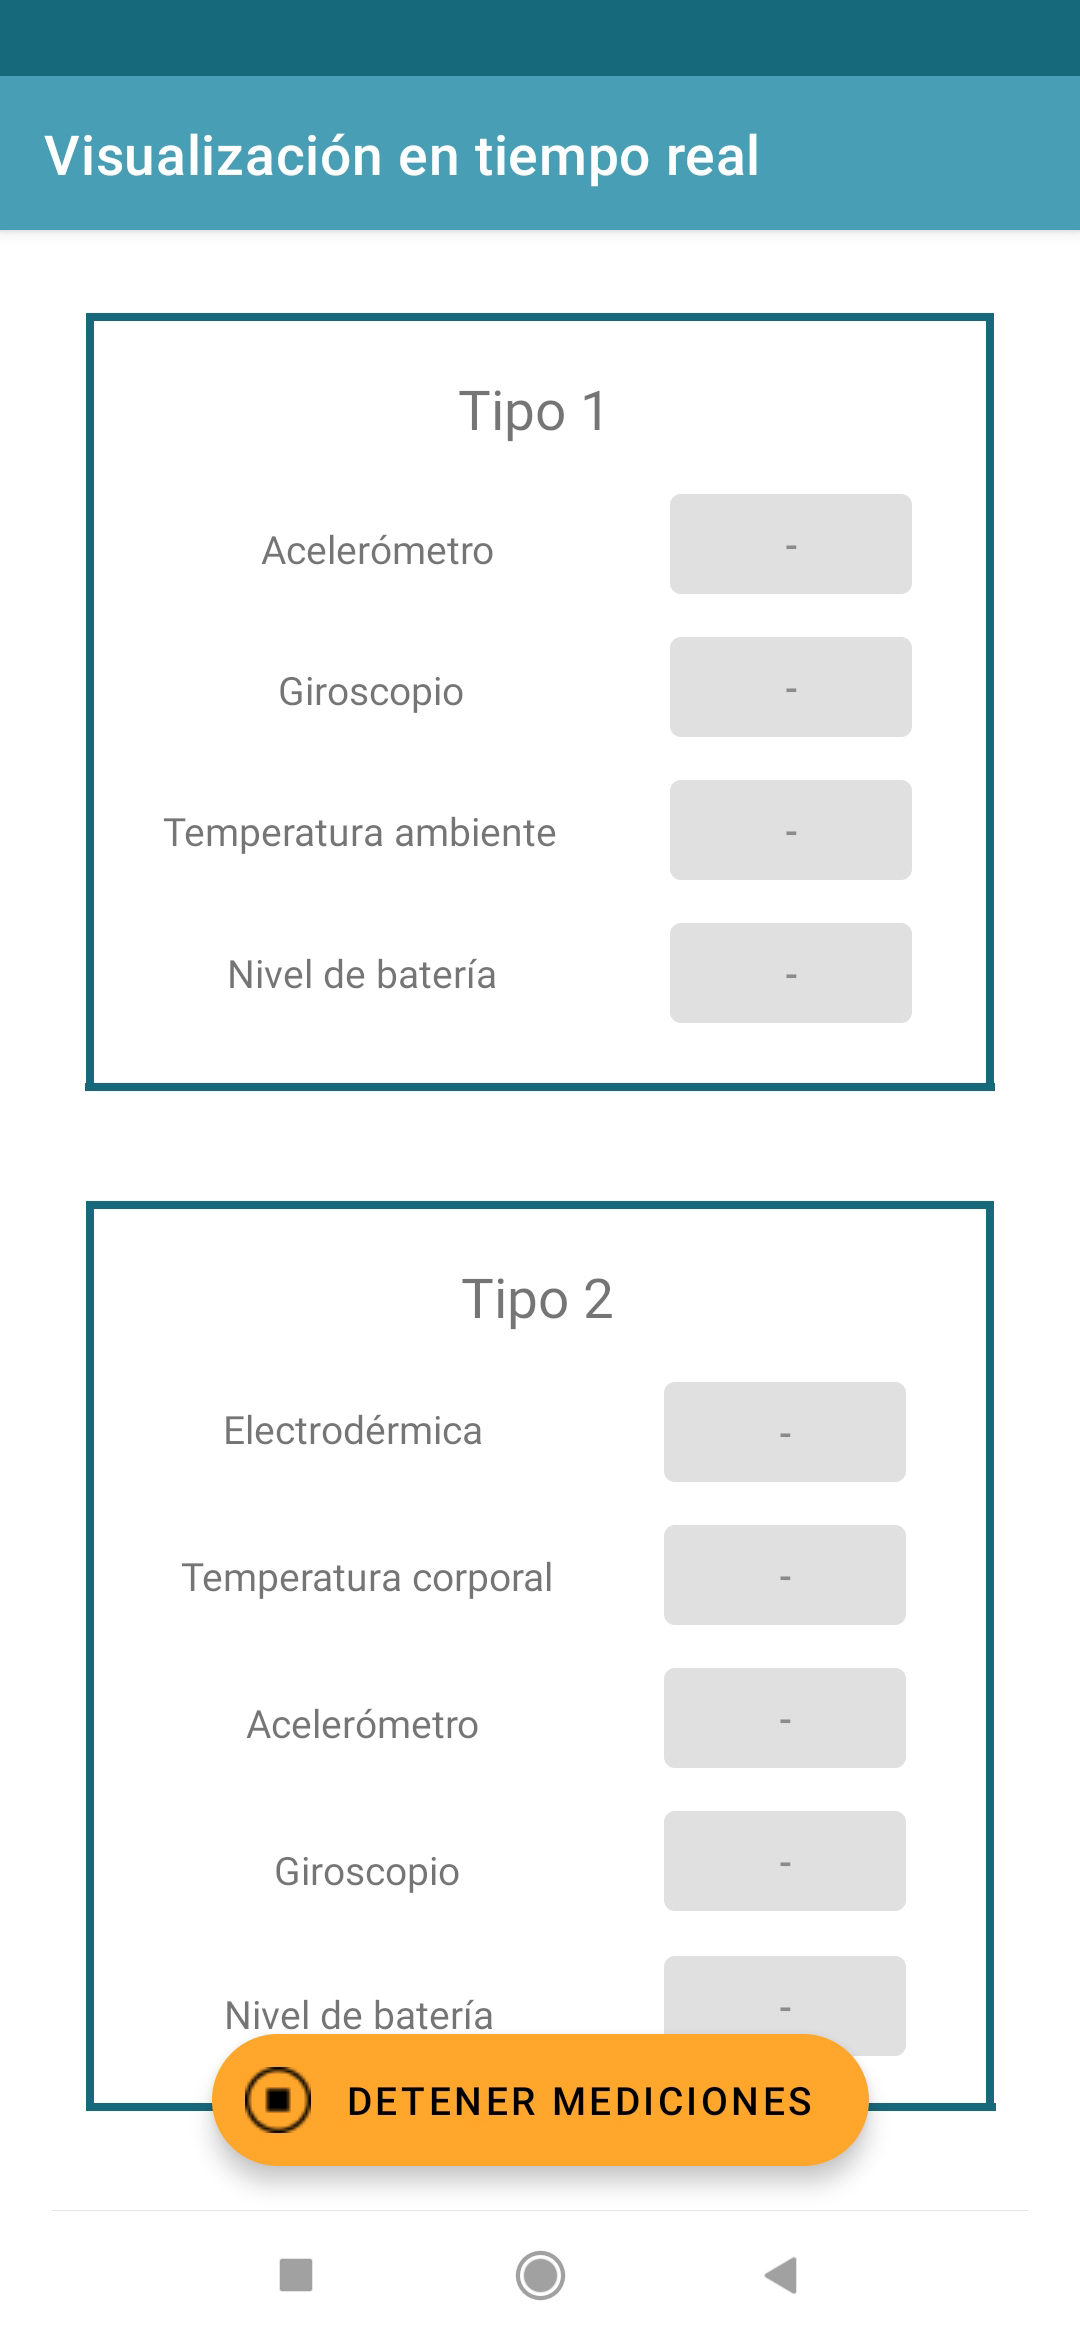 Visualización en tiempo real
Tipo 1
Acelerómetro -
Giroscopio -
Temperatura ambiente -
Nivel de batería -
Tipo 2
Electrodérmica -
Temperatura corporal -
Acelerómetro -
Giroscopio -
Nivel de batería -
DETENER MEDICIONES